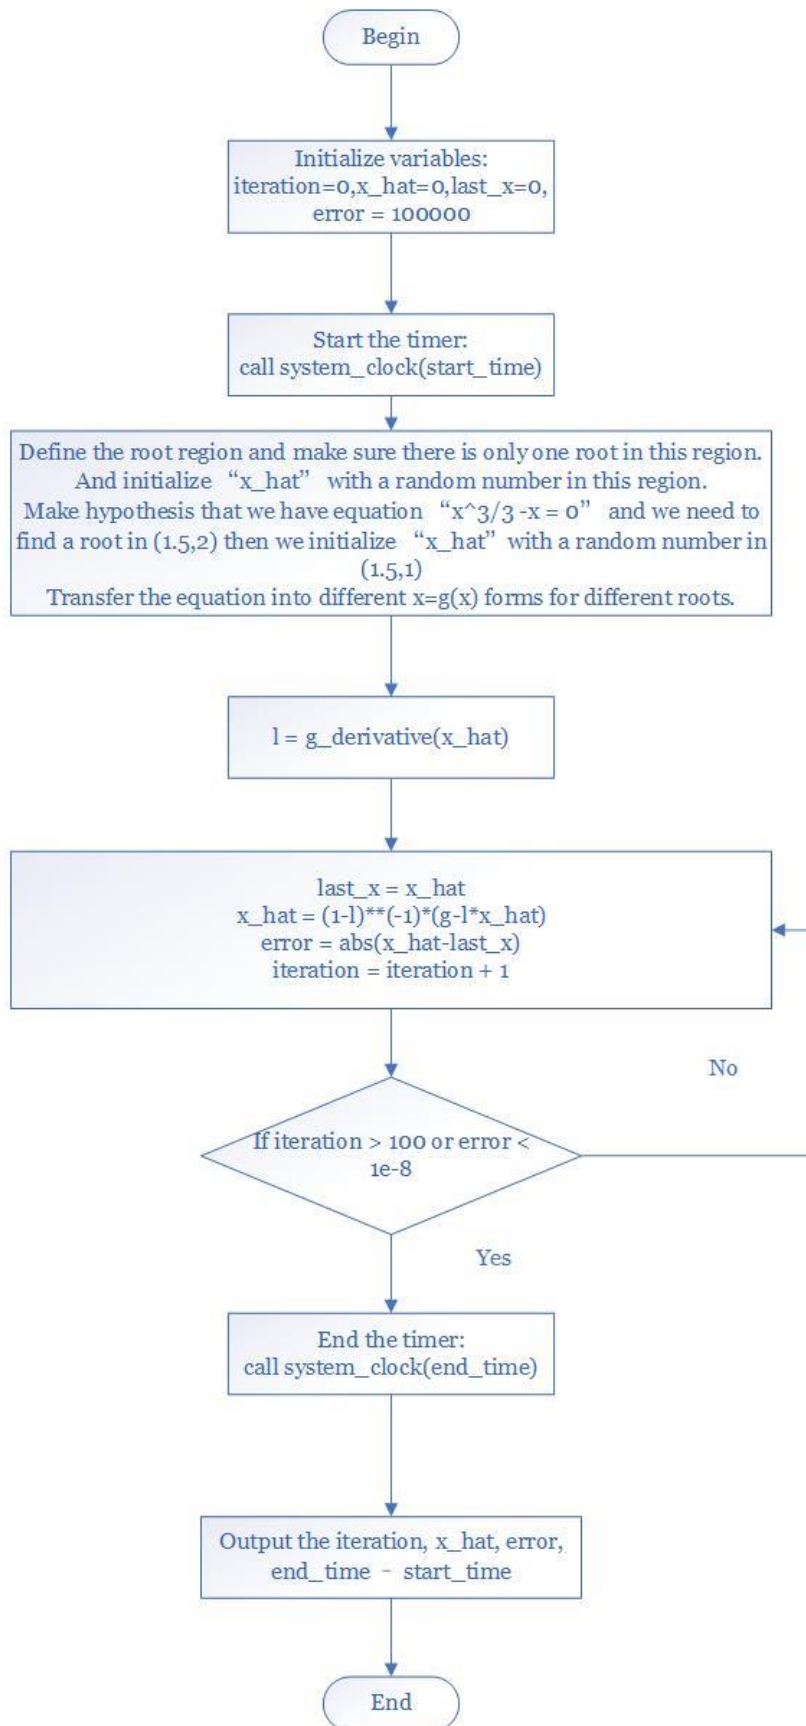 Begin
Initialize variables:
iteration=0,x_hat=0,last_x=0,
error = 100000
Start the timer:
call system_clock(start_time)
Define the root region and make sure there is only one root in this region.
And initialize “x_hat” with a random number in this region.
Make hypothesis that we have equation “x^3/3 -x = 0” and we need to
find a root in (1.5,2) then we initialize “x_hat” with a random number in
(1.5,1)
Transfer the equation into different x=g(x) forms for different roots.
l = g_derivative(x_hat)
last_x = x_hat
x_hat = (1-l)**(-1)*(g-l*x_hat)
error = abs(x_hat-last_x)
iteration = iteration + 1
No
If iteration > 100 or error <
1e-8
Yes
End the timer:
call system_clock(end_time)
Output the iteration, x_hat, error,
end_time - start_time
End